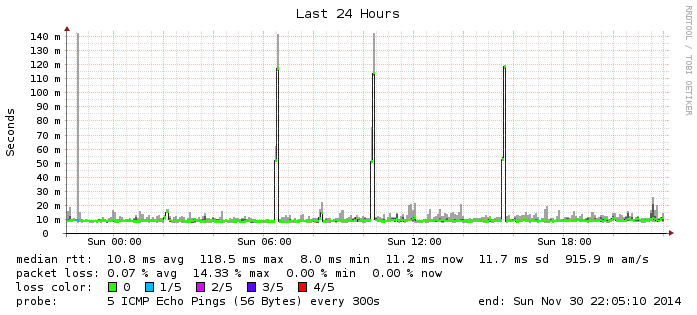 Last 24 Hours
RRDTOOL / TOBI OETIKER
Seconds
140 m
130 m
120 m
110 m
100 m
90 m
80 m
70 m
60 m
50 m
40 m
30 m
20 m
10 m
0
Sun 00:00 Sun 06:00 Sun 12:00 Sun 18:00
median rtt: 10.8 ms avg 118.5 ms max 8.0 ms min 11.2 ms now 11.7 ms sd 915.9 m am/s
packet loss: 0.07 % avg 14.33 % max 0.00 % min 0.00 % now
loss color: 0 1/5 2/5 3/5 4/5
probe: 5 ICMP Echo Pings (56 Bytes) every 300s end: Sun Nov 30 22:05:10 2014